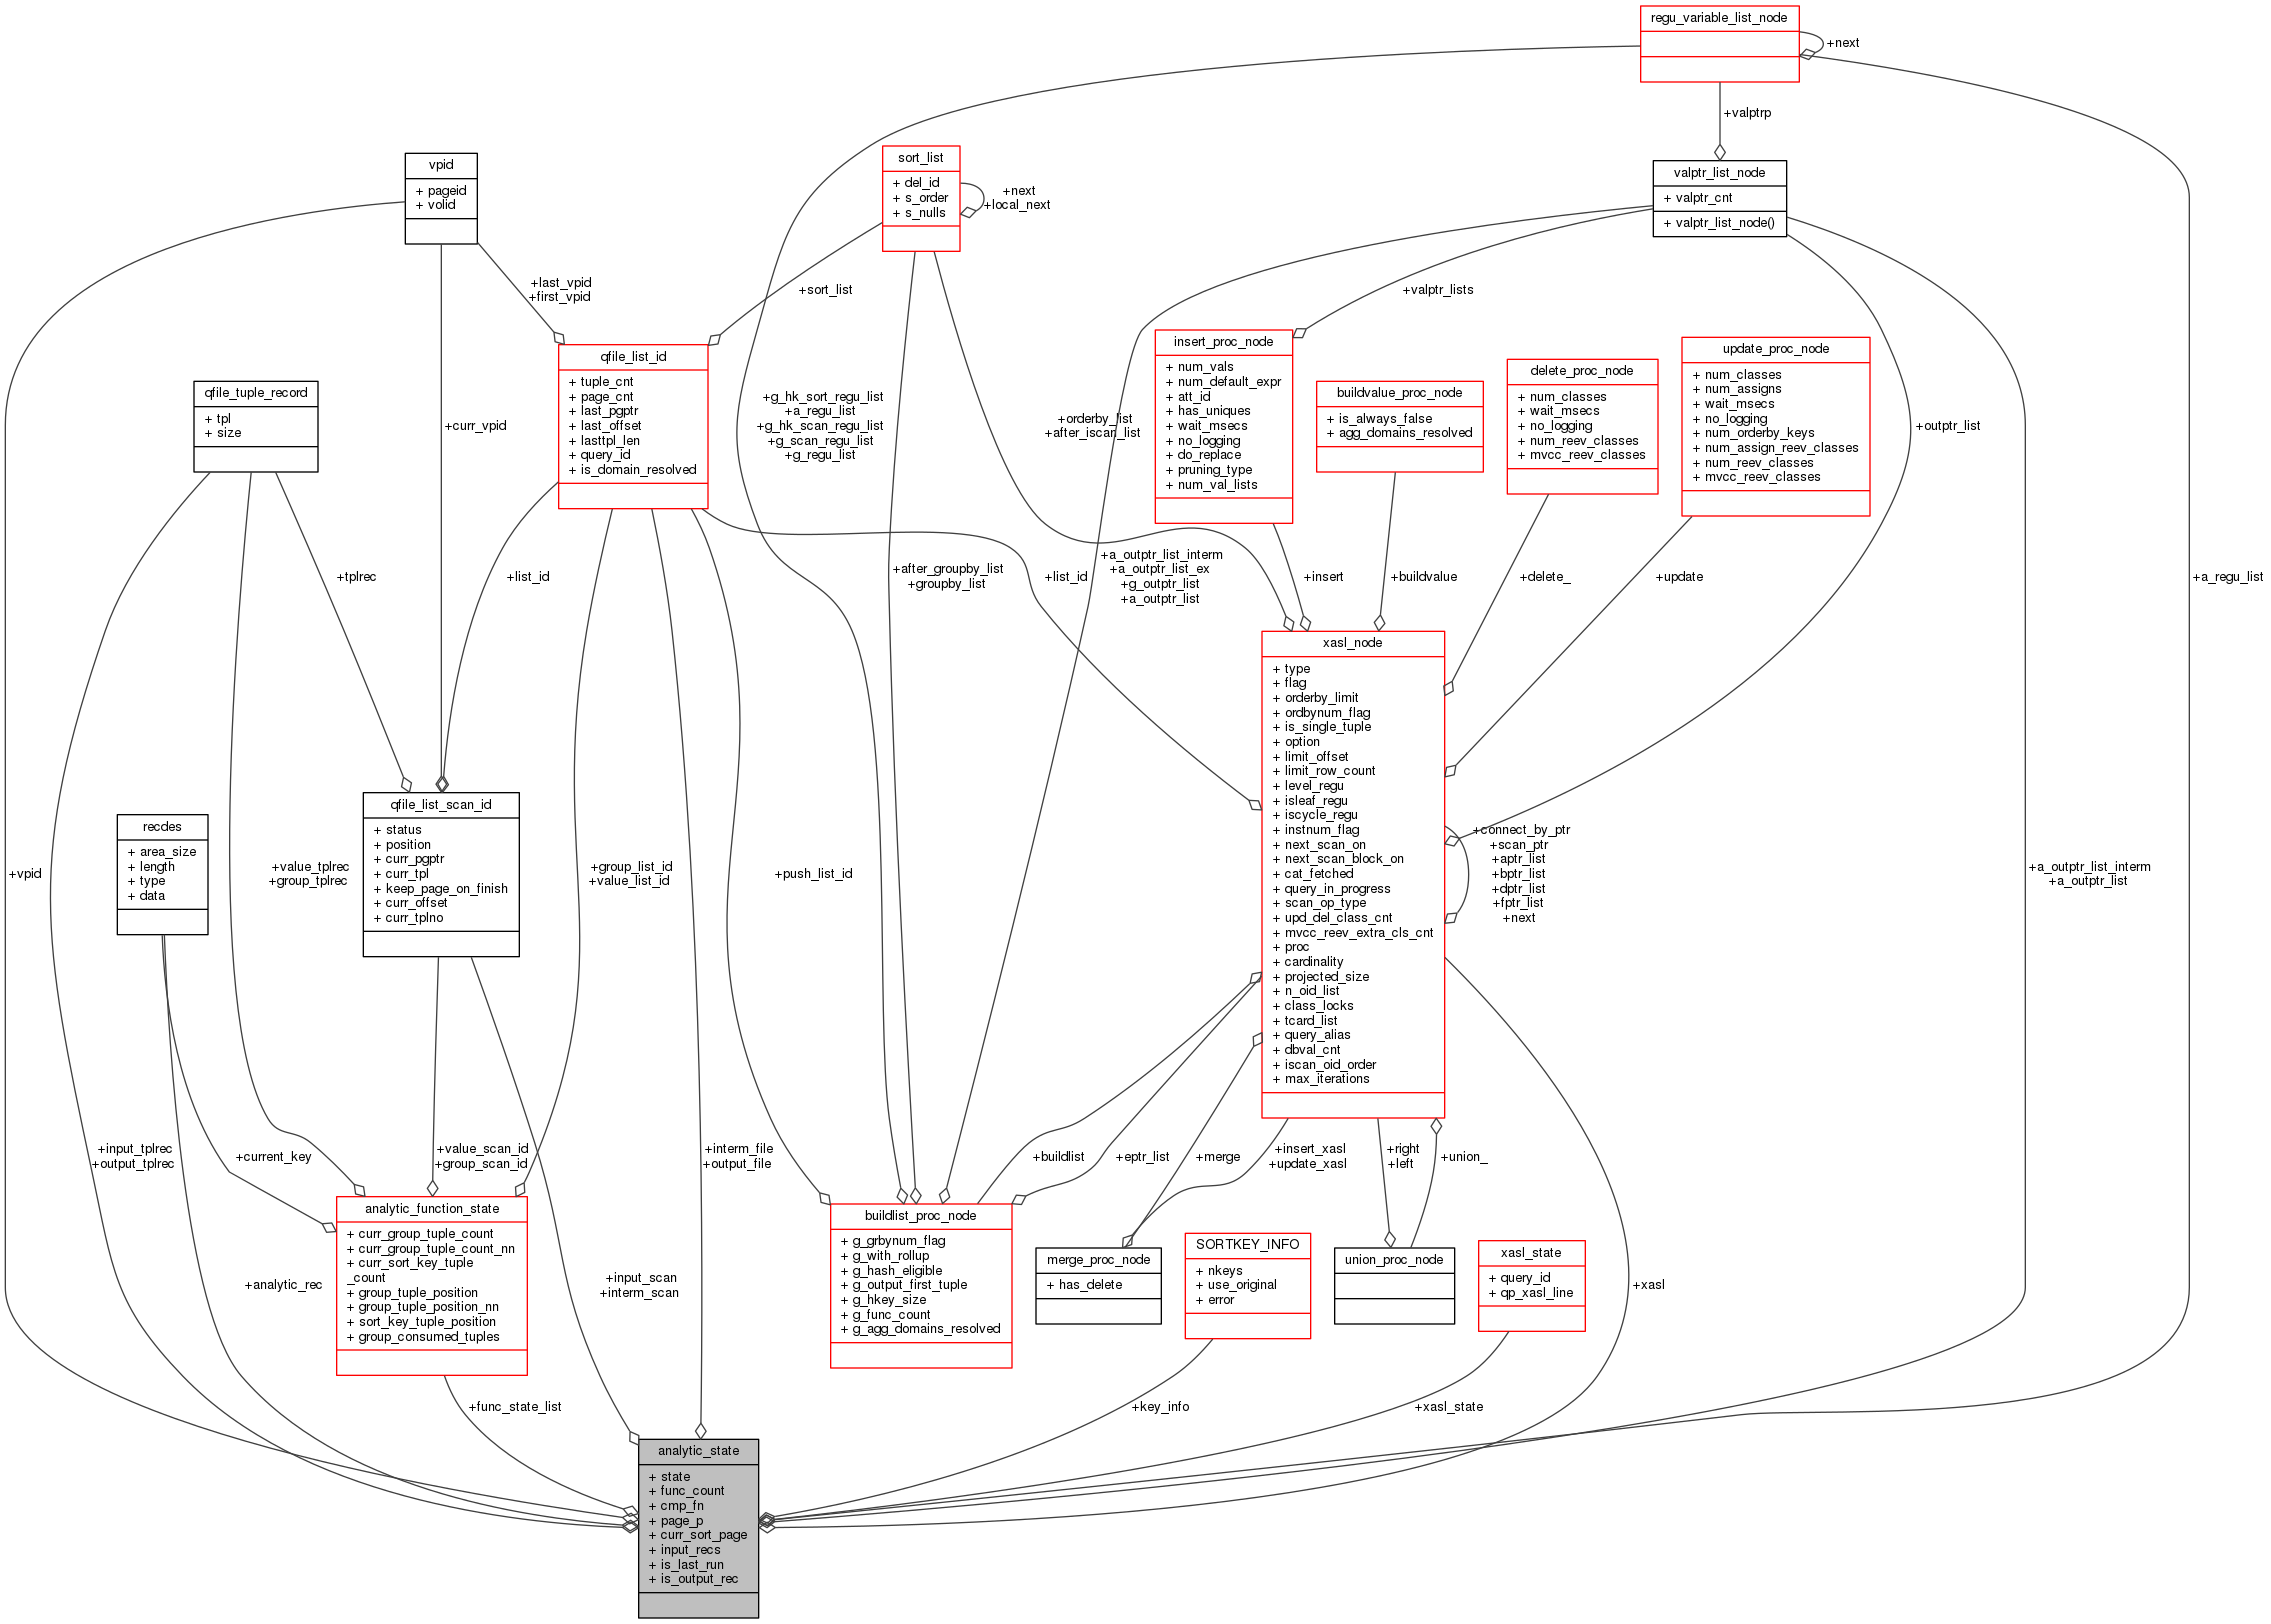 regu_variable_list_node
+next
+valptrp
vpid
+ pageid
+ volid
sort_list
+ del_id
+ s_order
+ s_nulls
+next
+local_next
valptr_list_node
+ valptr_cnt
+ valptr_list_node()
+last_vpid
+first_vpid
+sort_list
+valptr_lists
qfile_tuple_record
+ tpl
+ size
+curr_vpid
qfile_list_id
+ tuple_cnt
+ page_cnt
+ last_pgptr
+ last_offset
+ lasttpl_len
+ query_id
+ is_domain_resolved
+g_hk_sort_regu_list
+a_regu_list
+g_hk_scan_regu_list
+g_scan_regu_list
+g_regu_list
+orderby_list
+after_iscan_list
insert_proc_node
+ num_vals
+ num_default_expr
+ att_id
+ has_uniques
+ wait_msecs
+ no_logging
+ do_replace
+ pruning_type
+ num_val_lists
buildvalue_proc_node
+ is_always_false
+ agg_domains_resolved
delete_proc_node
+ num_classes
+ wait_msecs
+ no_logging
+ num_reev_classes
+ mvcc_reev_classes
update_proc_node
+ num_classes
+ num_assigns
+ wait_msecs
+ no_logging
+ num_orderby_keys
+ num_assign_reev_classes
+ num_reev_classes
+ mvcc_reev_classes
+outptr_list
+tplrec
+list_id
+after_groupby_list
+groupby_list
+list_id
+a_outptr_list_interm
+a_outptr_list_ex
+g_outptr_list
+a_outptr_list
+insert
+buildvalue
+delete_
+update
+a_regu_list
xasl_node
+ type
+ flag
+ orderby_limit
+ ordbynum_flag
+ is_single_tuple
+ option
+ limit_offset
+ limit_row_count
+ level_regu
+ isleaf_regu
+ iscycle_regu
+ instnum_flag
+ next_scan_on
+ next_scan_block_on
+ cat_fetched
+ query_in_progress
+ scan_op_type
+ upd_del_class_cnt
+ mvcc_reev_extra_cls_cnt
+ proc
+ cardinality
+ projected_size
+ n_oid_list
+ class_locks
+ tcard_list
+ query_alias
+ dbval_cnt
+ iscan_oid_order
+ max_iterations
+connect_by_ptr
+scan_ptr
+aptr_list
+bptr_list
+dptr_list
+fptr_list
+next
recdes
+ area_size
+ length
+ type
+ data
qfile_list_scan_id
+ status
+ position
+ curr_pgptr
+ curr_tpl
+ keep_page_on_finish
+ curr_offset
+ curr_tplno
+vpid
+value_tplrec
+group_tplrec
+group_list_id
+value_list_id
+push_list_id
+a_outptr_list_interm
+a_outptr_list
+input_tplrec
+output_tplrec
+current_key
+value_scan_id
+group_scan_id
+interm_file
+output_file
+buildlist
+eptr_list
+merge
+insert_xasl
+update_xasl
+right
+left
+union_
analytic_function_state
+ curr_group_tuple_count
+ curr_group_tuple_count_nn
+ curr_sort_key_tuple
_count
+ group_tuple_position
+ group_tuple_position_nn
+ sort_key_tuple_position
+ group_consumed_tuples
+analytic_rec
+input_scan
+interm_scan
buildlist_proc_node
+ g_grbynum_flag
+ g_with_rollup
+ g_hash_eligible
+ g_output_first_tuple
+ g_hkey_size
+ g_func_count
+ g_agg_domains_resolved
merge_proc_node
+ has_delete
SORTKEY_INFO
+ nkeys
+ use_original
+ error
union_proc_node
xasl_state
+ query_id
+ qp_xasl_line
+xasl
+func_state_list
+key_info
+xasl_state
analytic_state
+ state
+ func_count
+ cmp_fn
+ page_p
+ curr_sort_page
+ input_recs
+ is_last_run
+ is_output_rec